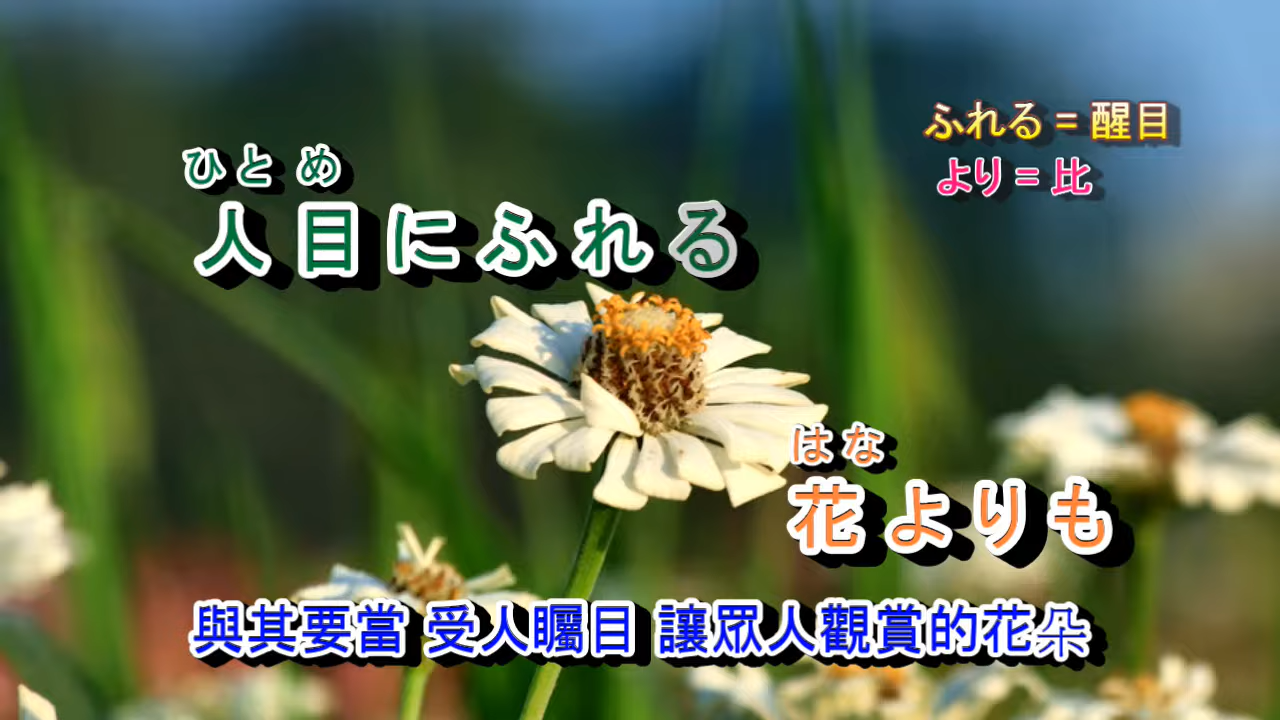 ふれる = 醒目
より = 比
ひとめ
人目にふれる
はな
花よりも
與其要當 受人矚目 讓眾人觀賞的花朵